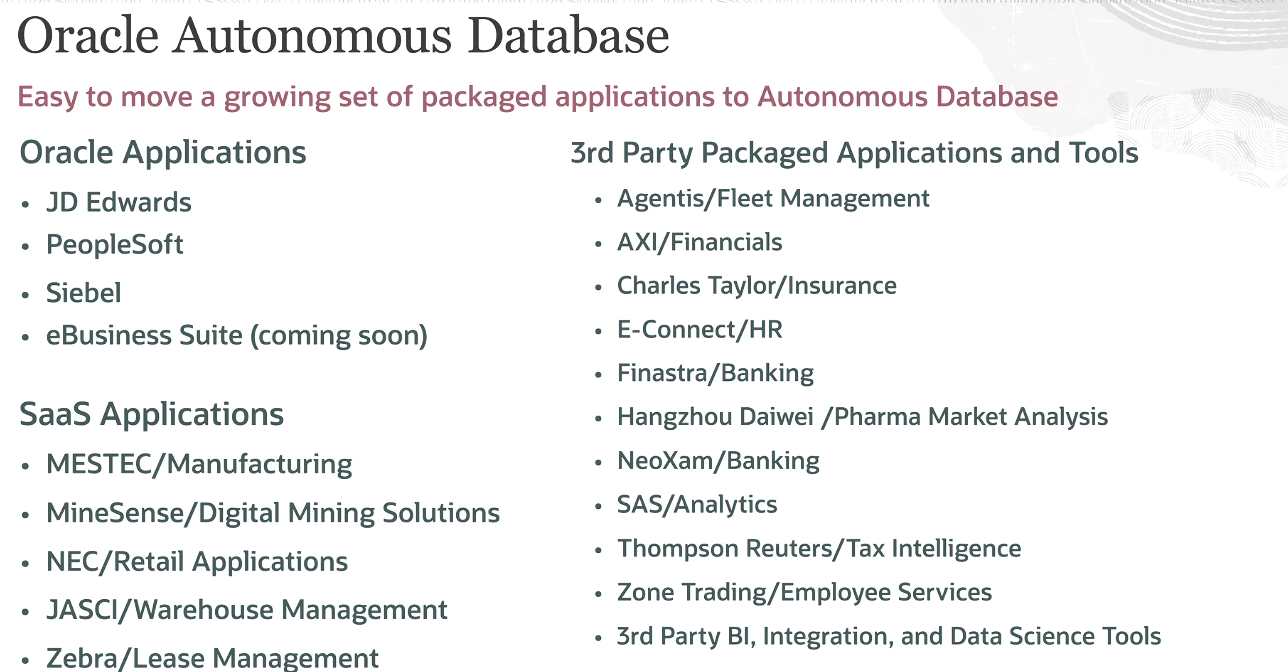 Oracle Autonomous Database
Easy to move a growing set of packaged applications to Autonomous Database
Oracle Applications
• JD Edwards
• PeopleSoft
• Siebel
• eBusiness Suite (coming soon)
SaaS Applications
• MESTEC/Manufacturing
• MineSense/Digital Mining Solutions
• NEC/Retail Applications
• JASCI/Warehouse Management
• Zebra/Lease Management
3rd Party Packaged Applications and Tools
• Agentis/Fleet Management
• AXI/Financials
• Charles Taylor/Insurance
• E-Connect/HR
• Finastra/Banking
• Hangzhou Daiwei /Pharma Market Analysis
• NeoXam/Banking
• SAS/Analytics
• Thompson Reuters/Tax Intelligence
• Zone Trading/Employee Services
• 3rd Party BI, Integration, and Data Science Tools